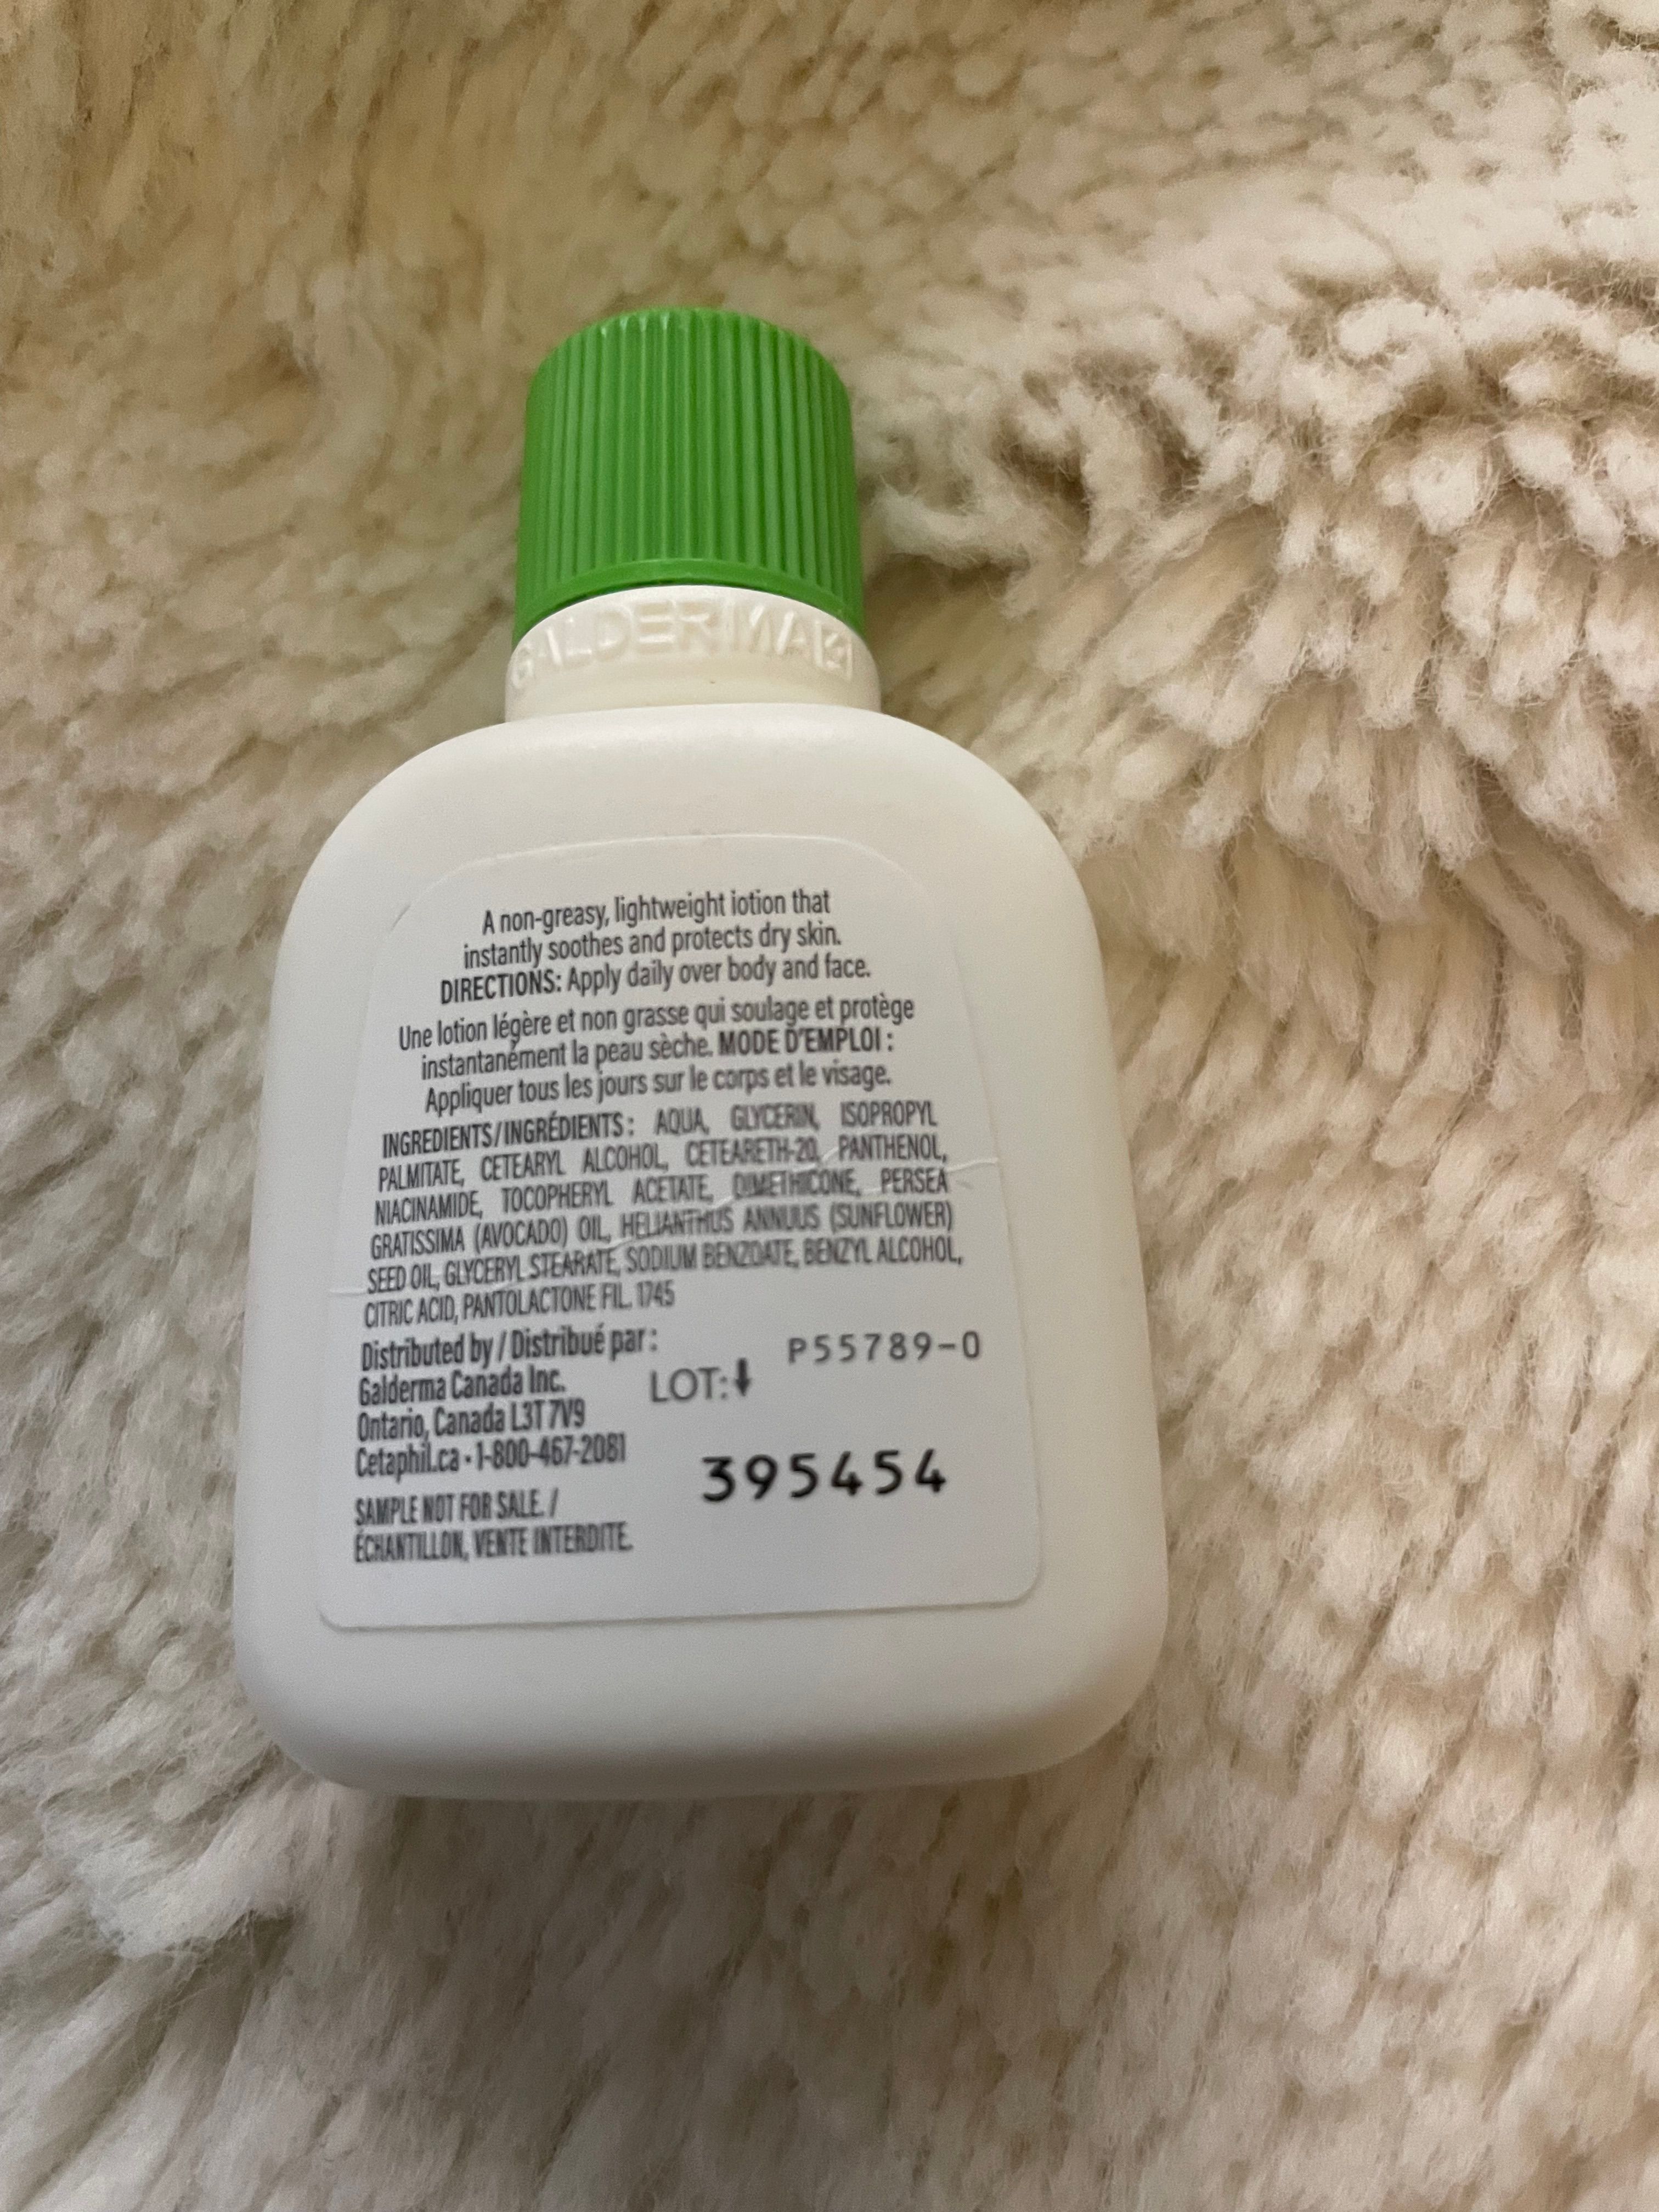 GALDERMA
A non-greasy, lightweight lotion that
instantly soothes and protects dry skin.
DIRECTIONS: Apply daily over body and face.
Une lotion légère et non grasse qui soulage et protège
instantanément la peau sèche. MODE D'EMPLOI :
Appliquer tous les jours sur le corps et le visage.
INGREDIENTS/INGRÉDIENTS : AQUA, GLYCERIN, ISOPROPYL
PALMITATE, CETEARYL ALCOHOL, CETEARETH-20, PANTHENOL,
NIACINAMIDE, TOCOPHERYL ACETATE, DIMETHICONE, PERSEA
GRATISSIMA (AVOCADO) OIL, HELIANTHUS ANNUUS (SUNFLOWER)
SEED OIL, GLYCERYL STEARATE, SODIUM BENZOATE, BENZYL ALCOHOL,
CITRIC ACID, PANTOLACTONE FIL. 1745
Distributed by / Distribué par :
Galderma Canada Inc.
Ontario, Canada L3T 7V9
Cetaphil.ca • 1-800-467-2081
SAMPLE NOT FOR SALE. /
ÉCHANTILLON, VENTE INTERDITE.
P55789-0
LOT:
395454